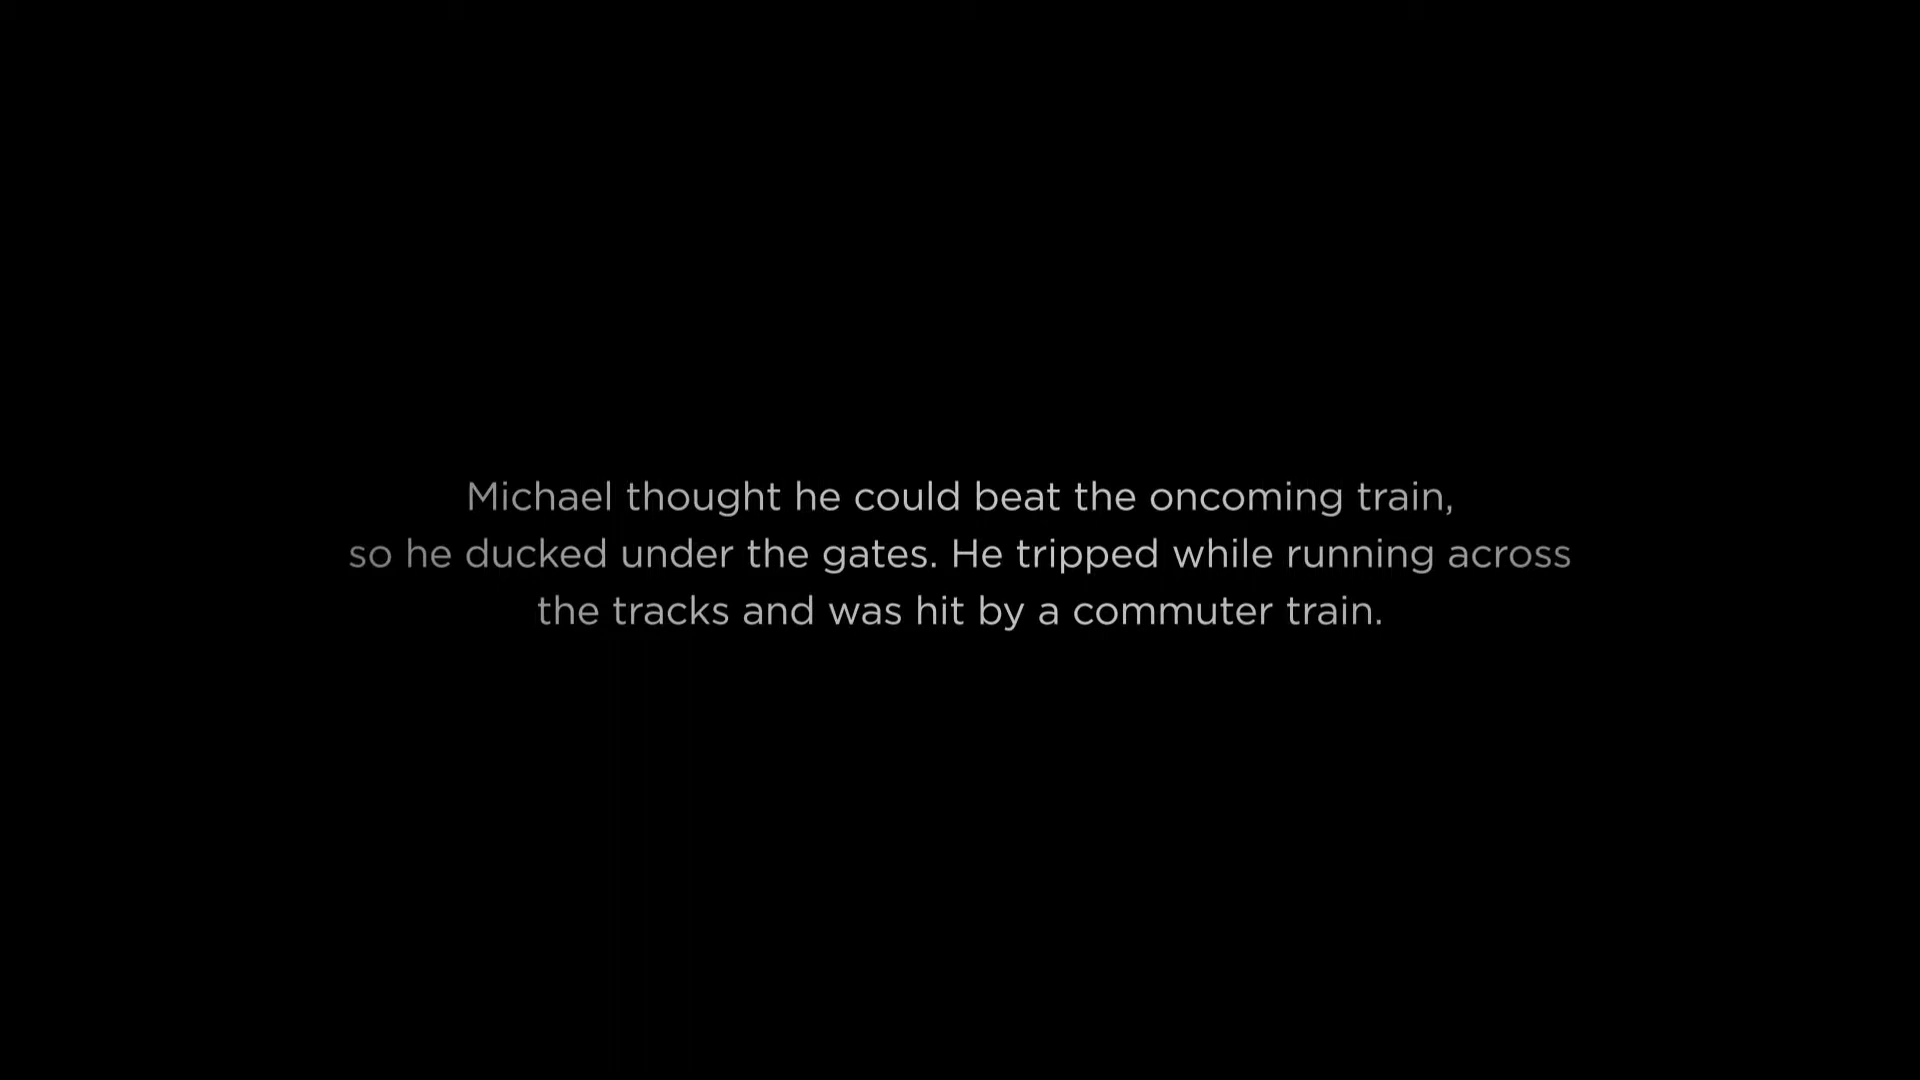 Michael thought he could beat the oncoming train,
so he ducked under the gates. He tripped while running across
the tracks and was hit by a commuter train.